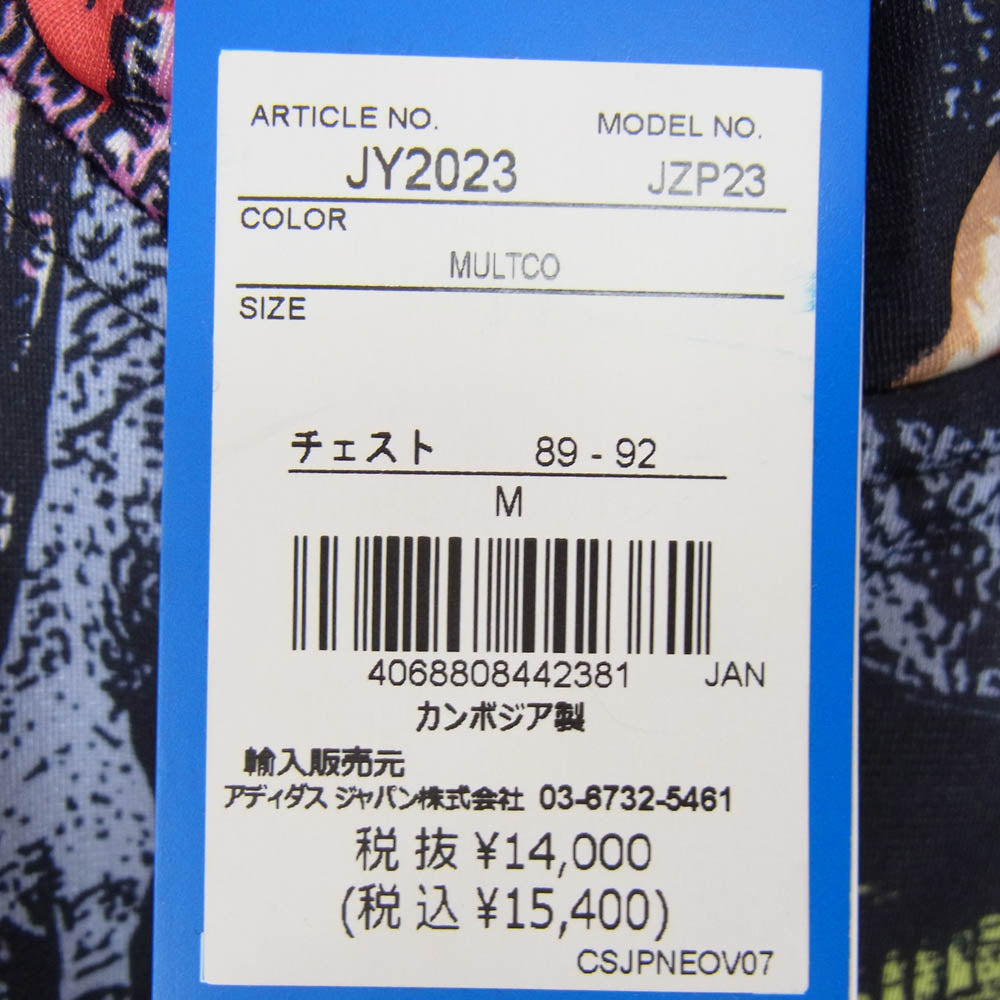 ARTICLE NO. MODEL NO.
JY2023 JZP23
COLOR
MULTCO
SIZE
チェスト 89 - 92
M
4068808442381 JAN
カンボジア製
輸入販売元
アディダス ジャパン株式会社 03-6732-5461
税抜 ¥14,000
(税込 ¥15,400)
CSJPNEOV07